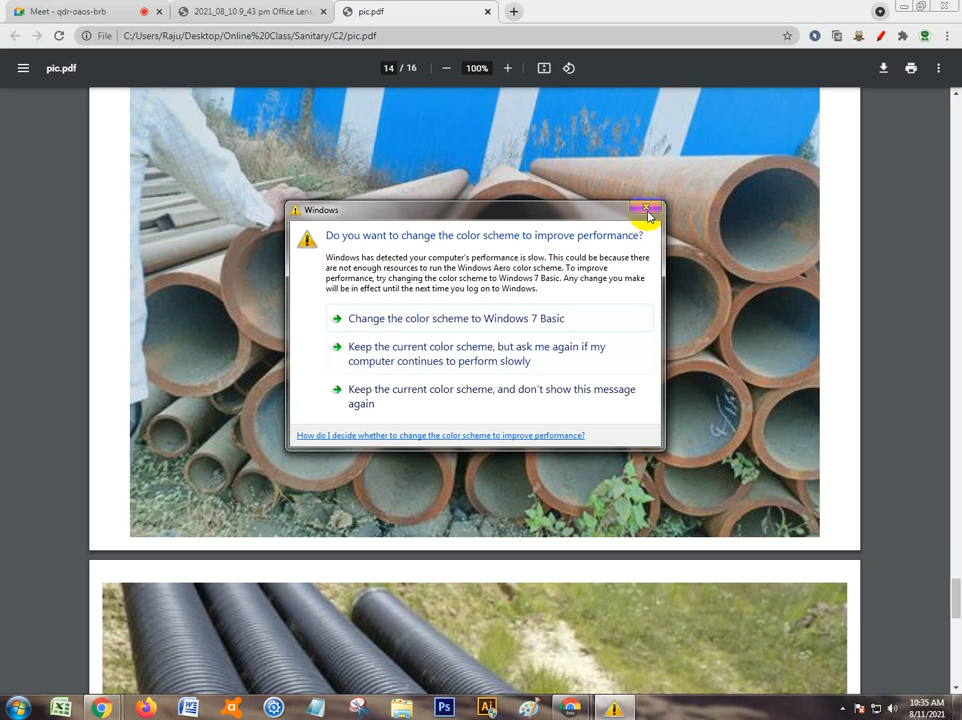 Meet - qdr-oaos-brb
2021_08_10 9_43 pm Office Lens
pic.pdf
File
C:/Users/Raju/Desktop/Online%20Class/Sanitary/C2/pic.pdf
pic.pdf
14 / 16
100%
Windows
Do you want to change the color scheme to improve performance?
Windows has detected your computer's performance is slow. This could be because there
are not enough resources to run the Windows Aero color scheme. To improve
performance, try changing the color scheme to Windows 7 Basic. Any change you make
will be in effect until the next time you log on to Windows.
Change the color scheme to Windows 7 Basic
Keep the current color scheme, but ask me again if my
computer continues to perform slowly
Keep the current color scheme, and don't show this message
again
How do I decide whether to change the color scheme to improve performance?
W
Ps
Ai
10:35 AM
8/11/2021